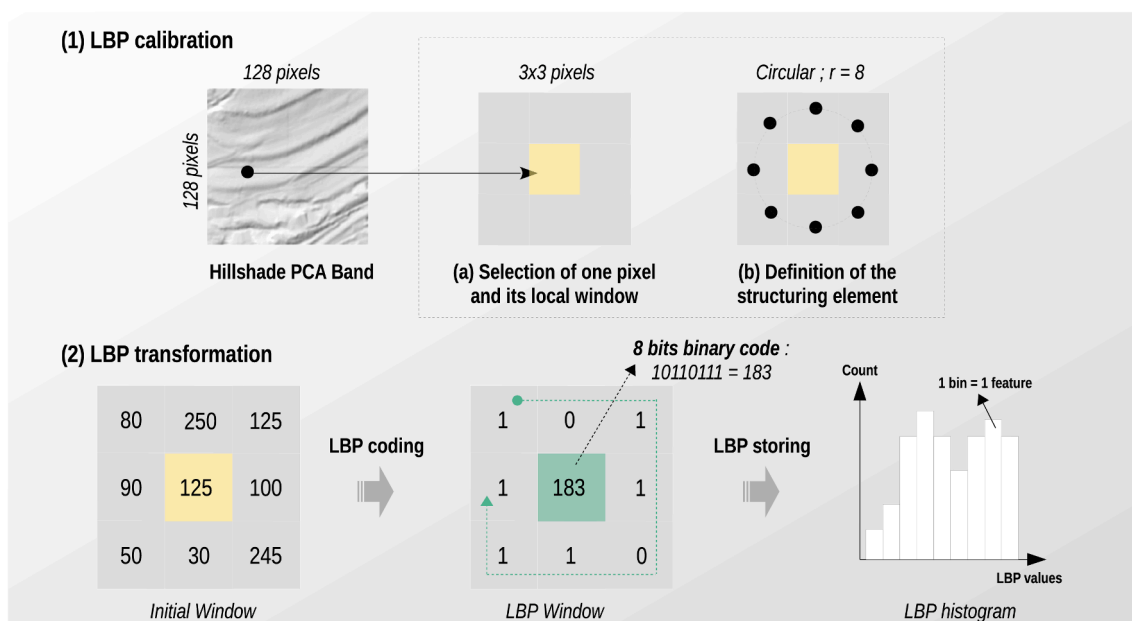 (1) LBP calibration
128 pixels
3x3 pixels
Circular ; r = 8
128 pixels
Hillshade PCA Band
(a) Selection of one pixel
and its local window
(b) Definition of the
structuring element
(2) LBP transformation
8 bits binary code :
10110111 = 183
80 250 125
90 125 100
50 30 245
Initial Window
LBP coding
1 0 1
1 183 1
1 1 0
LBP Window
LBP storing
Count
1 bin = 1 feature
LBP values
LBP histogram